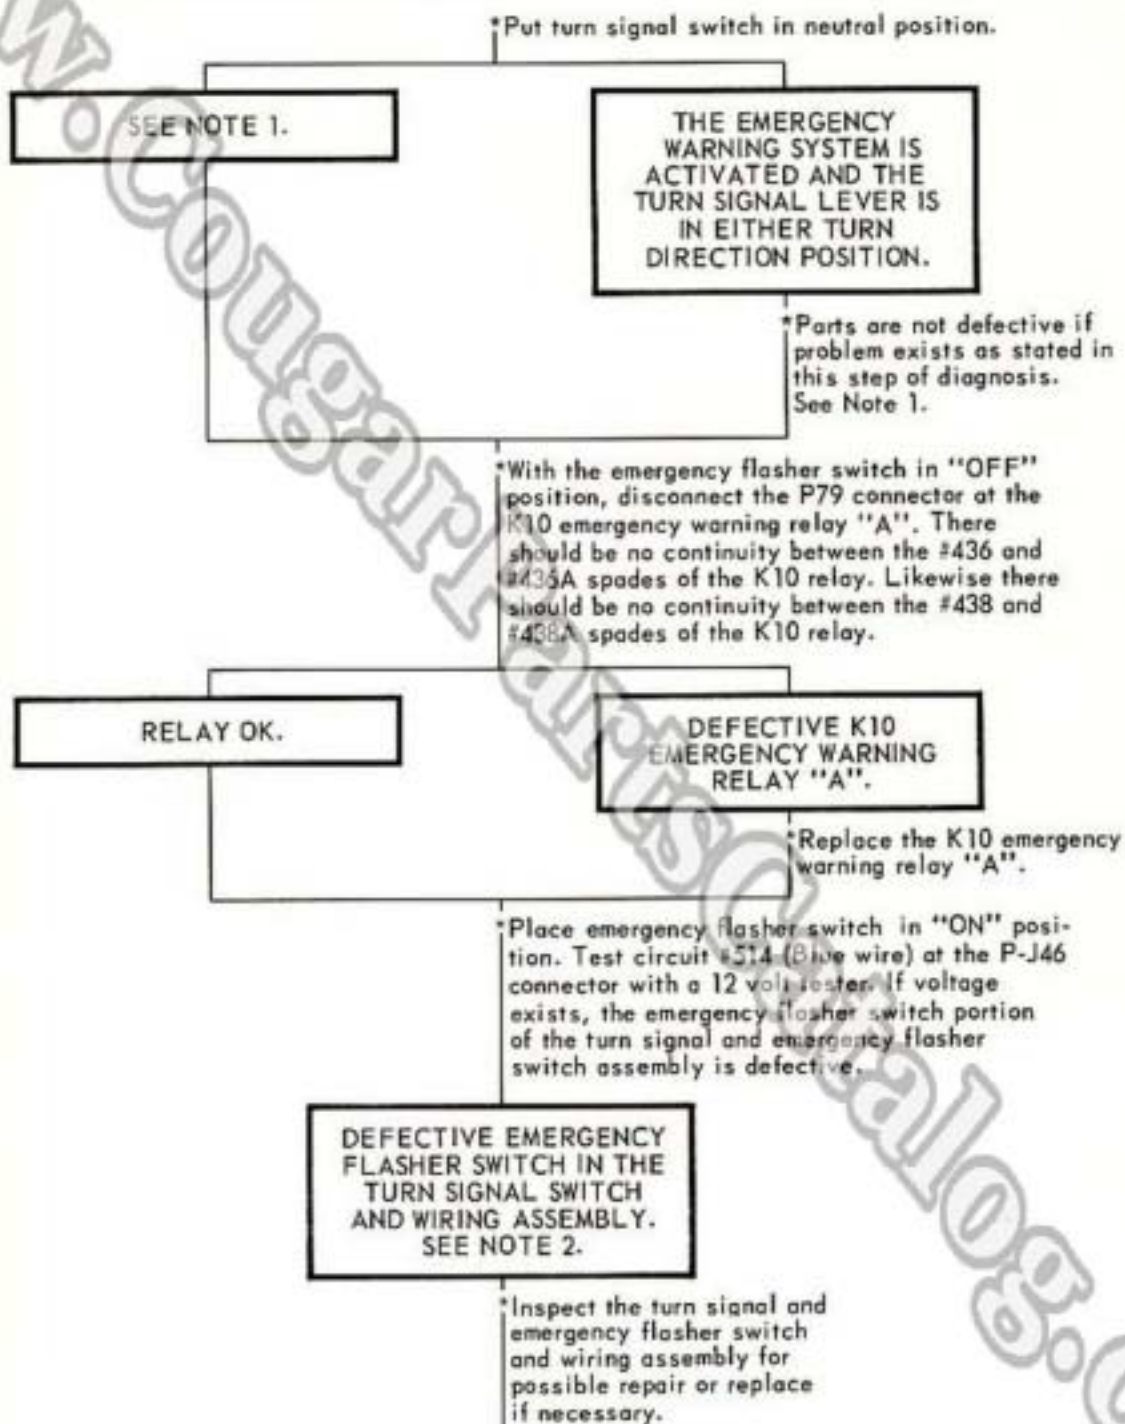 *Put turn signal switch in neutral position.
SEE NOTE 1.
THE EMERGENCY
WARNING SYSTEM IS
ACTIVATED AND THE
TURN SIGNAL LEVER IS
IN EITHER TURN
DIRECTION POSITION.
*Parts are not defective if
problem exists as stated in
this step of diagnosis.
See Note 1.
*With the emergency flasher switch in "OFF"
position, disconnect the P79 connector at the
K10 emergency warning relay "A". There
should be no continuity between the #436 and
#436A spades of the K10 relay. Likewise there
should be no continuity between the #438 and
#438A spades of the K10 relay.
RELAY OK.
DEFECTIVE K10
EMERGENCY WARNING
RELAY "A".
*Replace the K10 emergency
warning relay "A".
*Place emergency flasher switch in "ON" posi-
tion. Test circuit #514 (Blue wire) at the P-J46
connector with a 12 volt tester. If voltage
exists, the emergency flasher switch portion
of the turn signal and emergency flasher
switch assembly is defective.
DEFECTIVE EMERGENCY
FLASHER SWITCH IN THE
TURN SIGNAL SWITCH
AND WIRING ASSEMBLY.
SEE NOTE 2.
*Inspect the turn signal and
emergency flasher switch
and wiring assembly for
possible repair or replace
if necessary.
w.CougarPartsCatalog.c